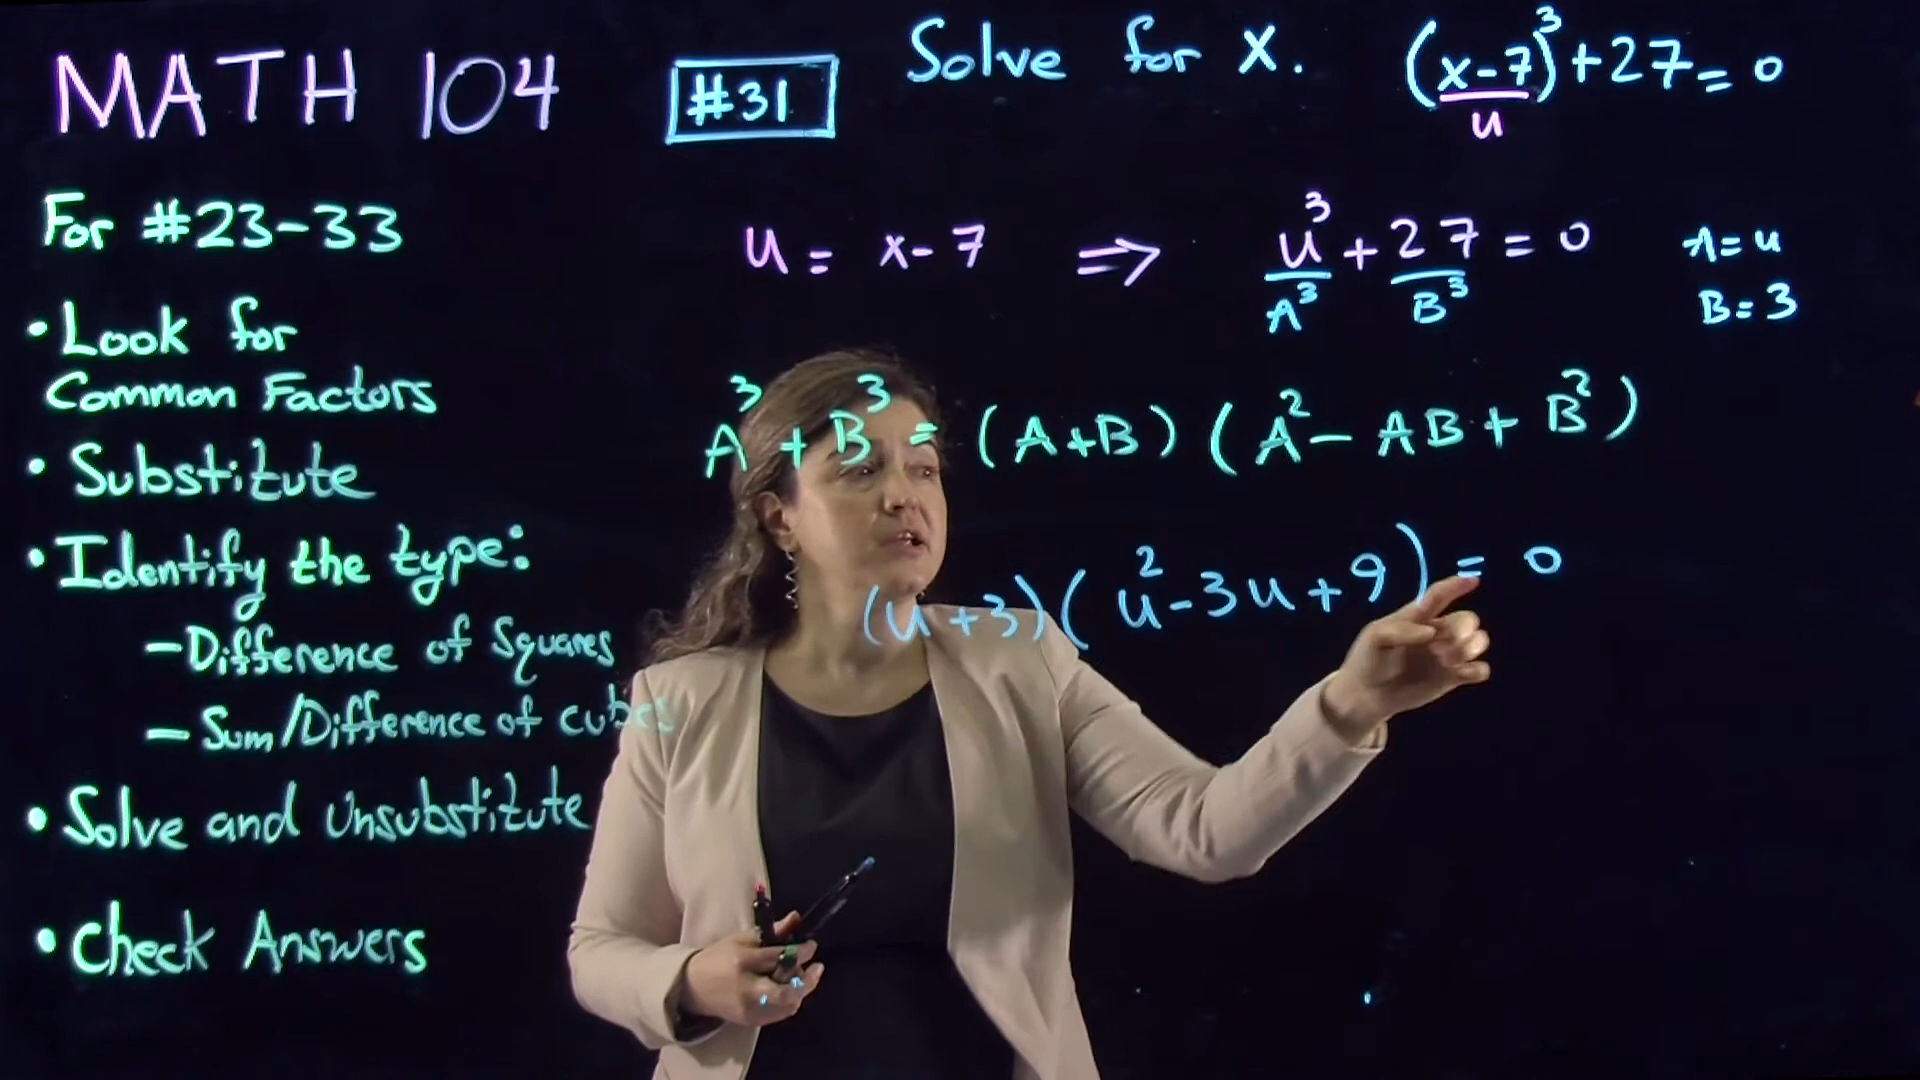 MATH 104
#31
Solve for x. (x-7)³+27=0
u
For #23-33
• Look for
Common Factors
• Substitute
• Identify the type:
– Difference of Squares
– Sum/Difference of cubes
• Solve and Unsubstitute
• Check Answers
u = x-7 ⇒ u³+27=0
A³ B³
A=u
B=3
A³+B³ = (A+B)(A²-AB+B²)
(u+3)(u²-3u+9)=0